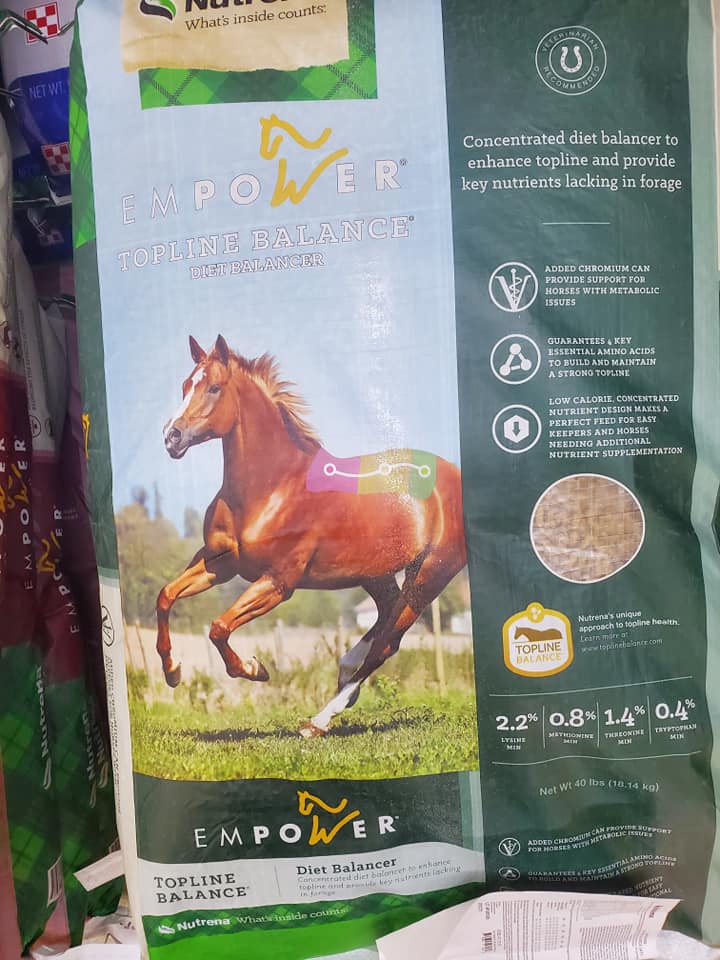 What's inside counts.
NET WT.
VETERINARIAN
RECOMMENDED
EMPOWER®
TOPLINE BALANCE®
DIET BALANCER
Concentrated diet balancer to
enhance topline and provide
key nutrients lacking in forage
ADDED CHROMIUM CAN
PROVIDE SUPPORT FOR
HORSES WITH METABOLIC
ISSUES
GUARANTEES 4 KEY
ESSENTIAL AMINO ACIDS
TO BUILD AND MAINTAIN
A STRONG TOPLINE
LOW CALORIE, CONCENTRATED
NUTRIENT DESIGN MAKES A
PERFECT FEED FOR EASY
KEEPERS AND HORSES
NEEDING ADDITIONAL
NUTRIENT SUPPLEMENTATION
TOPLINE
BALANCE
Nutrena's unique
approach to topline health.
Learn more at
www.toplinebalance.com
2.2% 0.8% 1.4% 0.4%
LYSINE METHIONINE THREONINE TRYPTOPHAN
MIN MIN MIN MIN
Net Wt 40 lbs (18.14 kg)
EMPOWER
TOPLINE
BALANCE®
Diet Balancer
Concentrated diet balancer to enhance
topline and provide key nutrients lacking
in forage
Nutrena What's inside counts
ADDED CHROMIUM CAN PROVIDE SUPPORT
FOR HORSES WITH METABOLIC ISSUES
GUARANTEES 4 KEY ESSENTIAL AMINO ACIDS
TO BUILD AND MAINTAIN A STRONG TOPLINE
EMPOWER
Nutrena